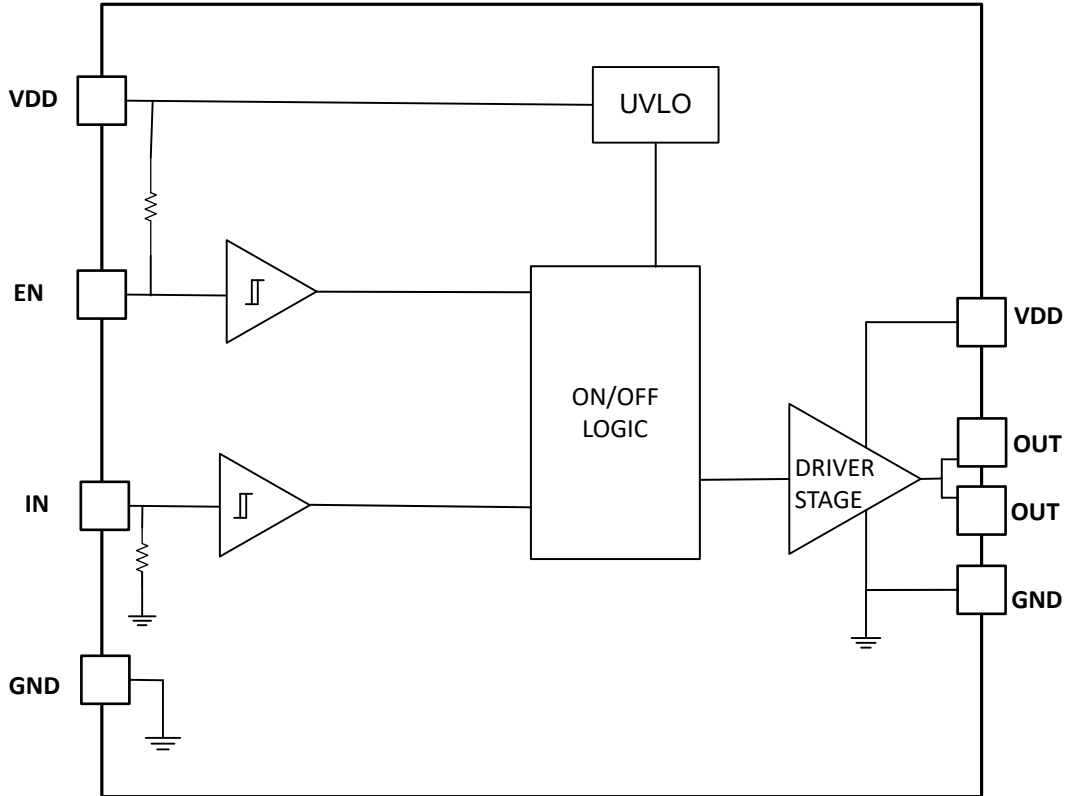 VDD
UVLO
EN
VDD
ON/OFF
LOGIC
OUT
DRIVER
STAGE
IN
OUT
GND
GND